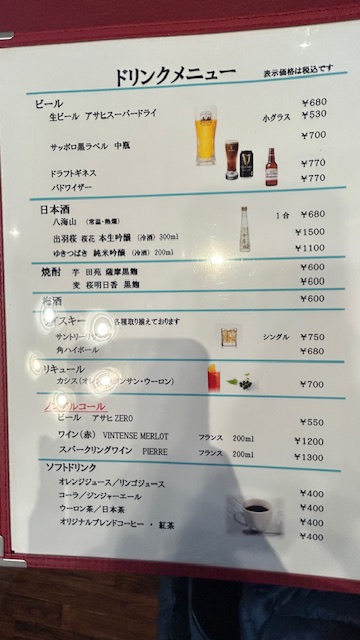 ドリンクメニュー 表示価格は税込です
ビール ¥680
生ビール アサヒスーパードライ 小グラス ¥530
サッポロ黒ラベル 中瓶 ¥700
ドラフトギネス ¥770
バドワイザー ¥770
日本酒
八海山 （常温・熱燗） 1合 ¥680
出羽桜 桜花 本生吟醸 （冷酒）300ml ¥1500
ゆきつばき 純米吟醸 （冷酒）200ml ¥1100
焼酎 芋 田苑 薩摩黒麹 ¥600
麦 桜明日香 黒麹 ¥600
梅酒 ¥600
イスキー 各種取り揃えております
サントリー シングル ¥750
角ハイボール ¥680
リキュール
カシス（オレンジ・ ・ウーロン） ¥700
アルコール
ビール アサヒZERO ¥550
ワイン（赤） VINTENSE MERLOT フランス 200ml ¥1200
スパークリングワイン PIERRE フランス 200ml ¥1300
ソフトドリンク
オレンジジュース／リンゴジュース ¥400
コーラ／ジンジャーエール ¥400
ウーロン茶／日本茶 ¥400
オリジナルブレンドコーヒー ・ 紅茶 ¥400